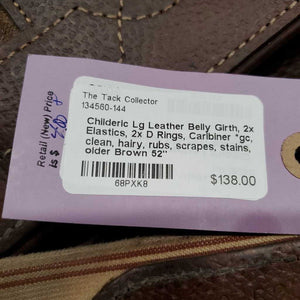 The Tack Collector
134560-144
Childeric Lg Leather Belly Girth, 2x
Elastics, 2x D Rings, Caribiner *gc,
clean, hairy, rubs, scrapes, stains,
older Brown 52"
68PXK8
$138.00
Retail (New) Price
is $